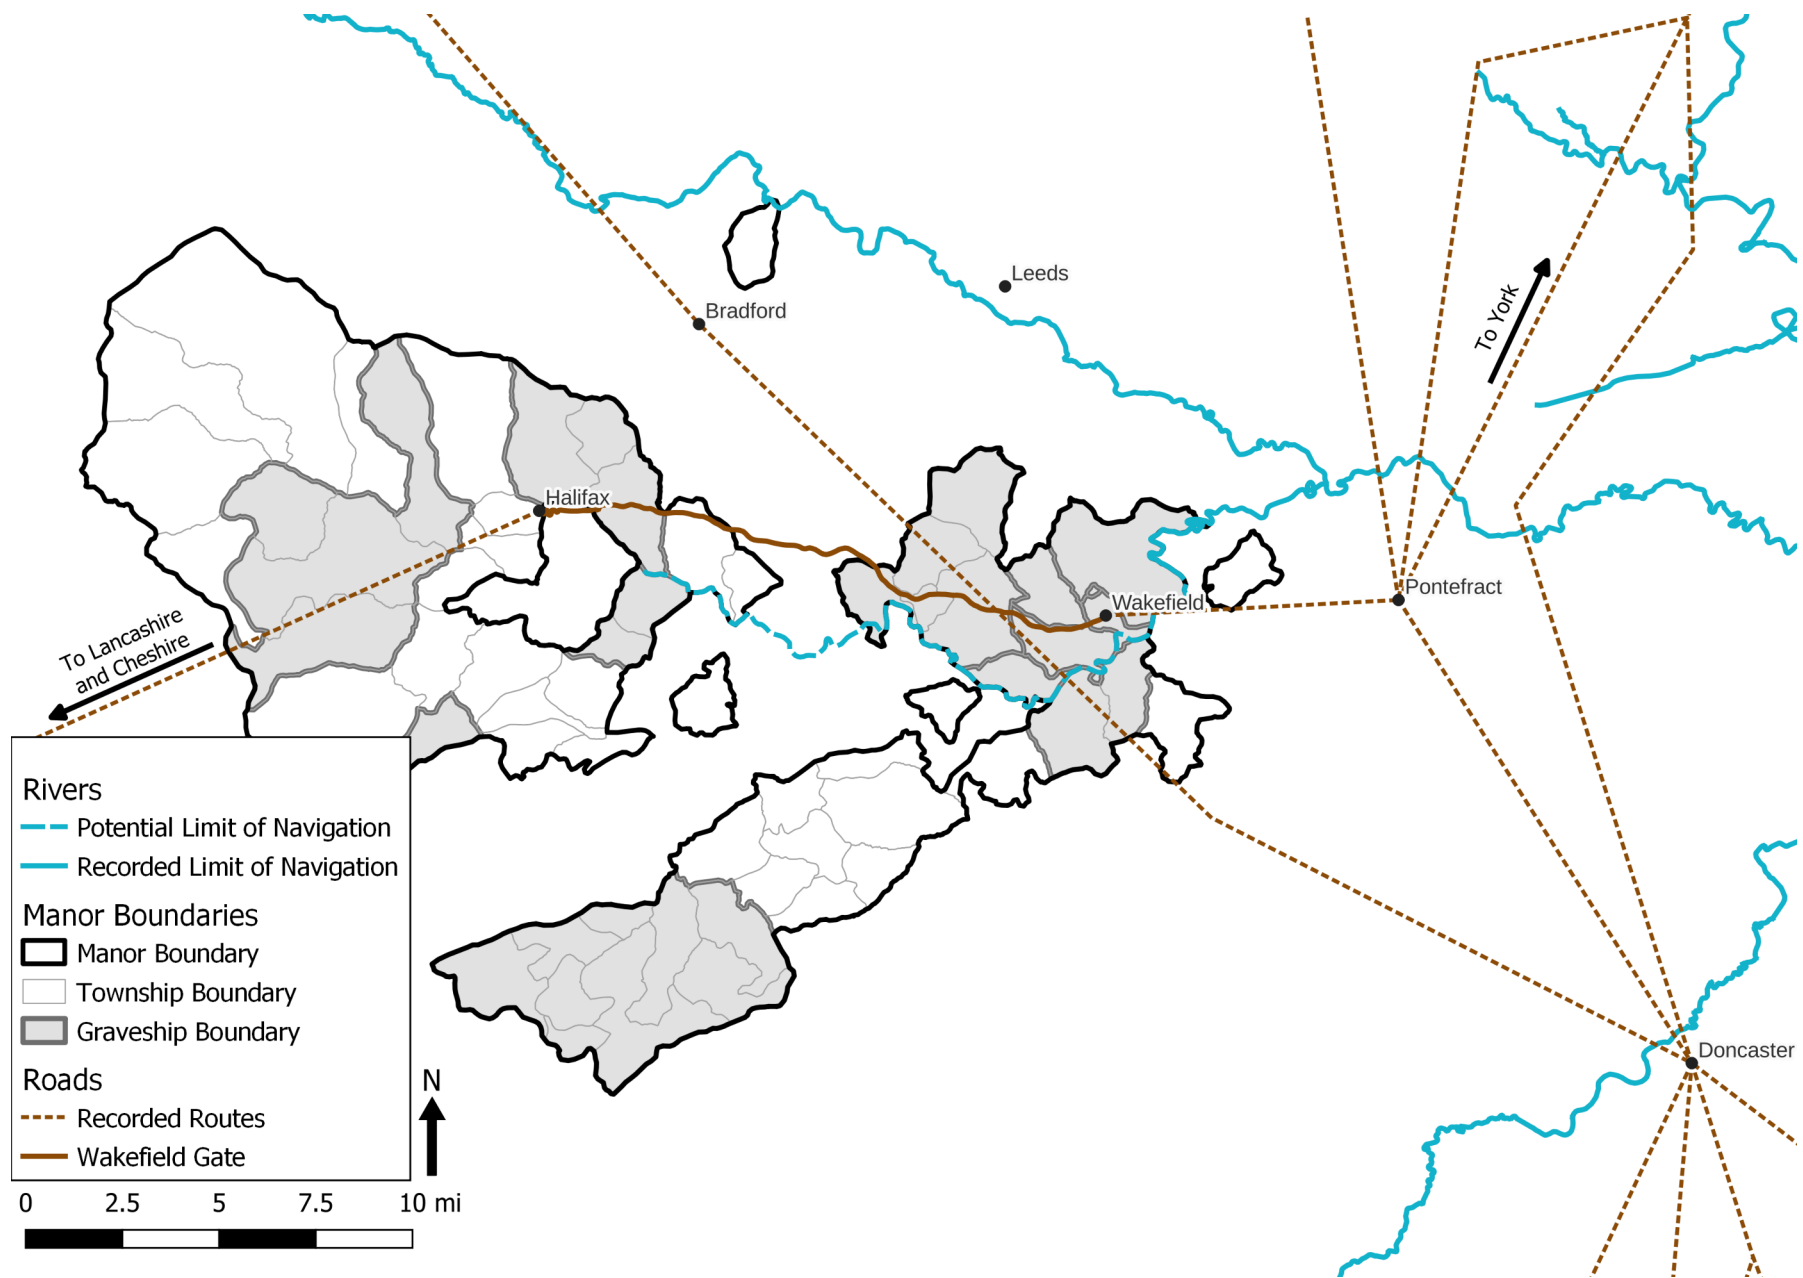 Leeds
Bradford
To York
Halifax
Pontefract
Wakefield
To Lancashire
and Cheshire
Rivers
Potential Limit of Navigation
Recorded Limit of Navigation
Manor Boundaries
Manor Boundary
Township Boundary
Graveship Boundary
Roads
Recorded Routes
Wakefield Gate
N
Doncaster
0 2.5 5 7.5 10 mi